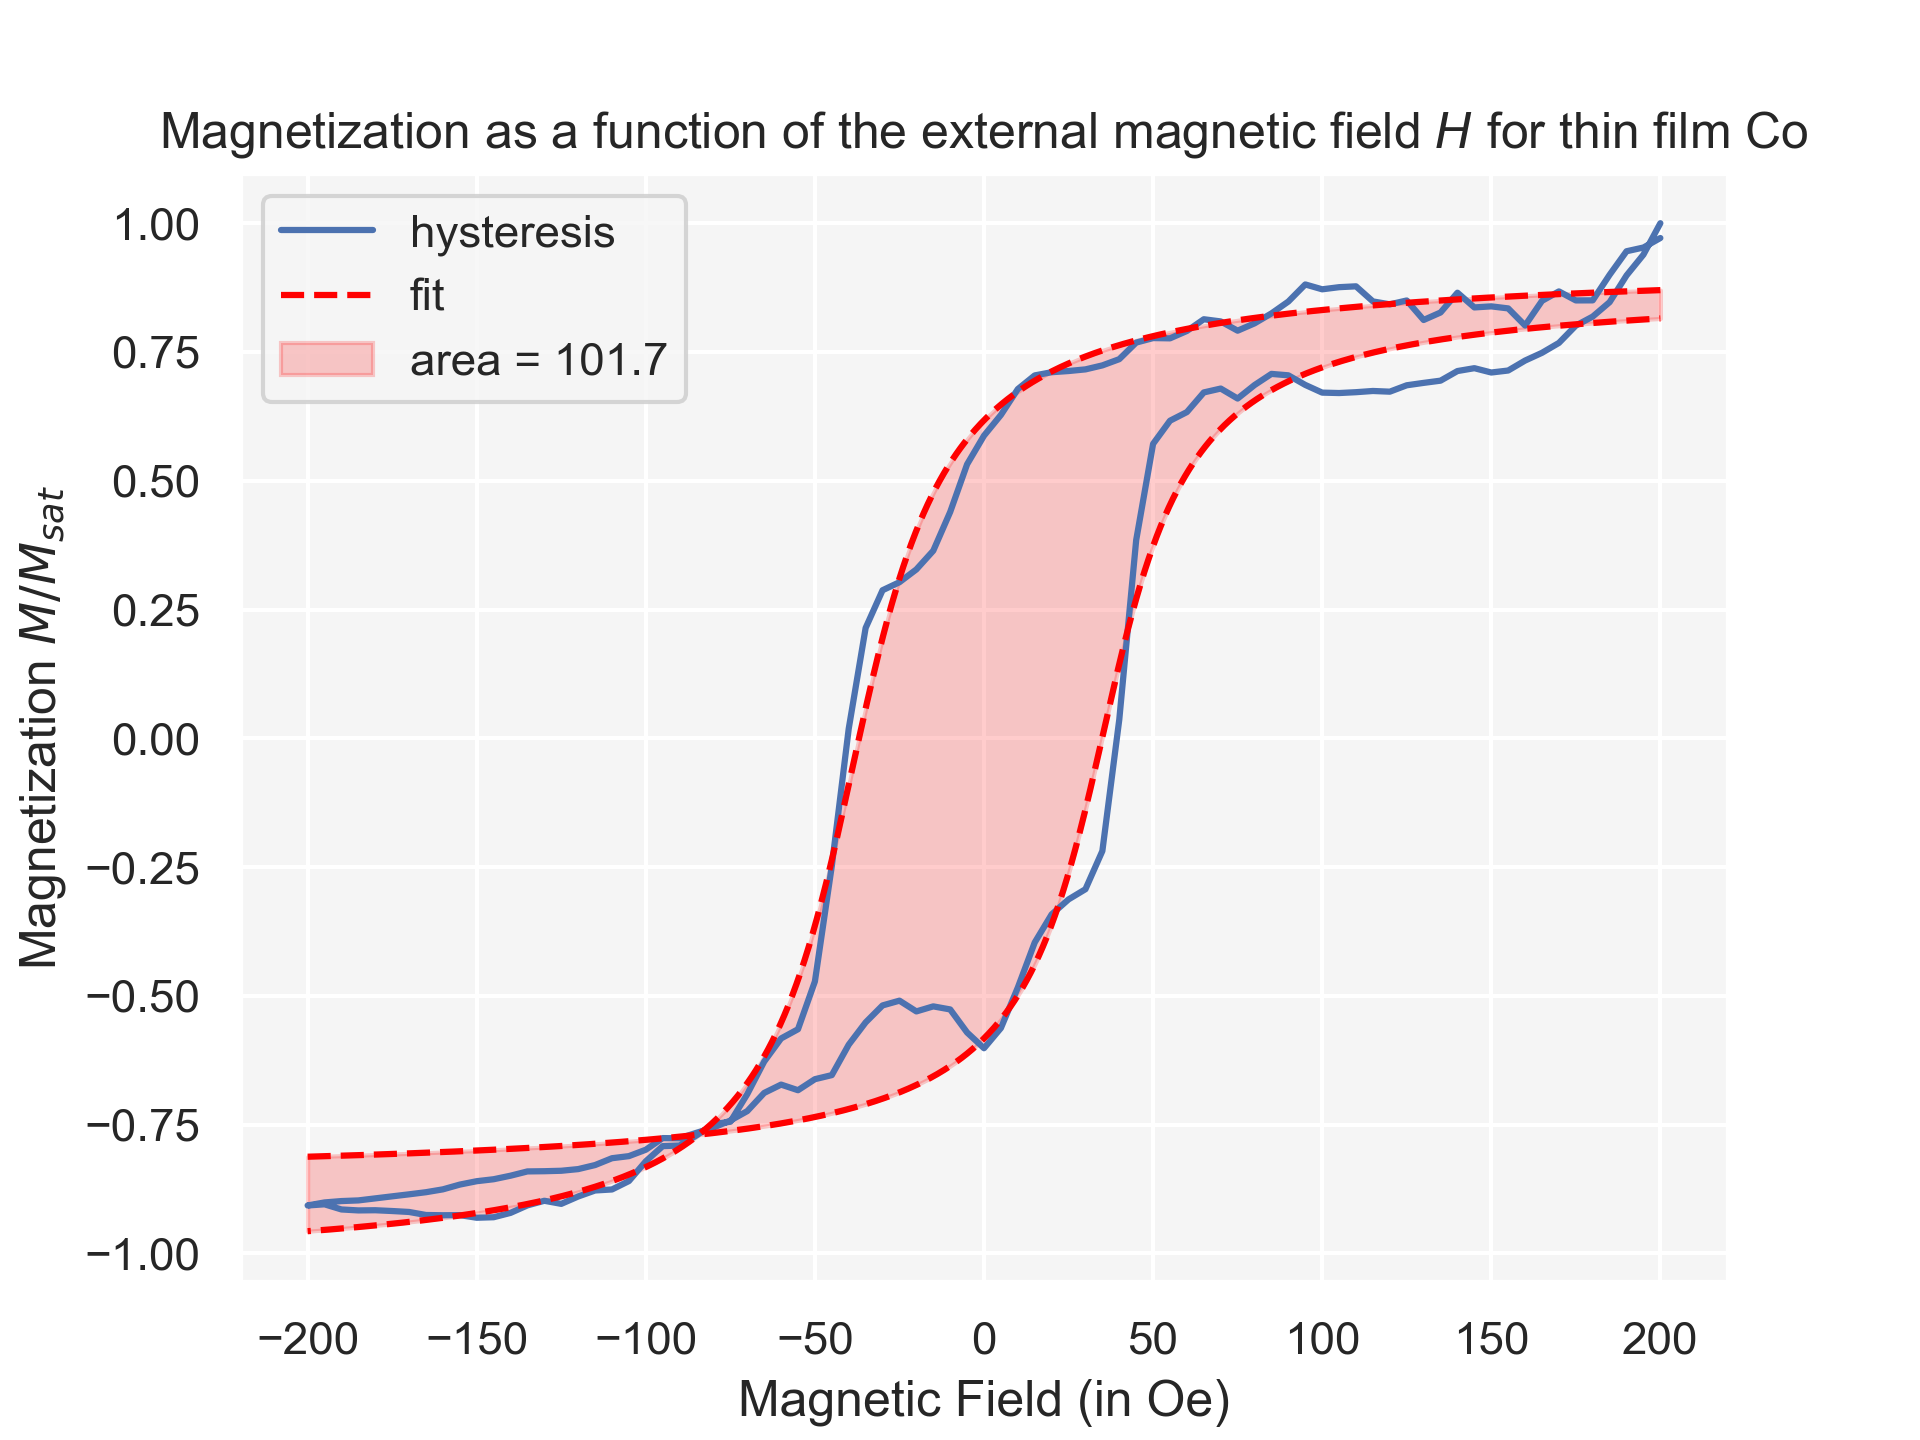 Magnetization as a function of the external magnetic field H for thin film Co
hysteresis
fit
area = 101.7
1.00
0.75
0.50
0.25
0.00
−0.25
−0.50
−0.75
−1.00
Magnetization M/Msat
−200 −150 −100 −50 0 50 100 150 200
Magnetic Field (in Oe)